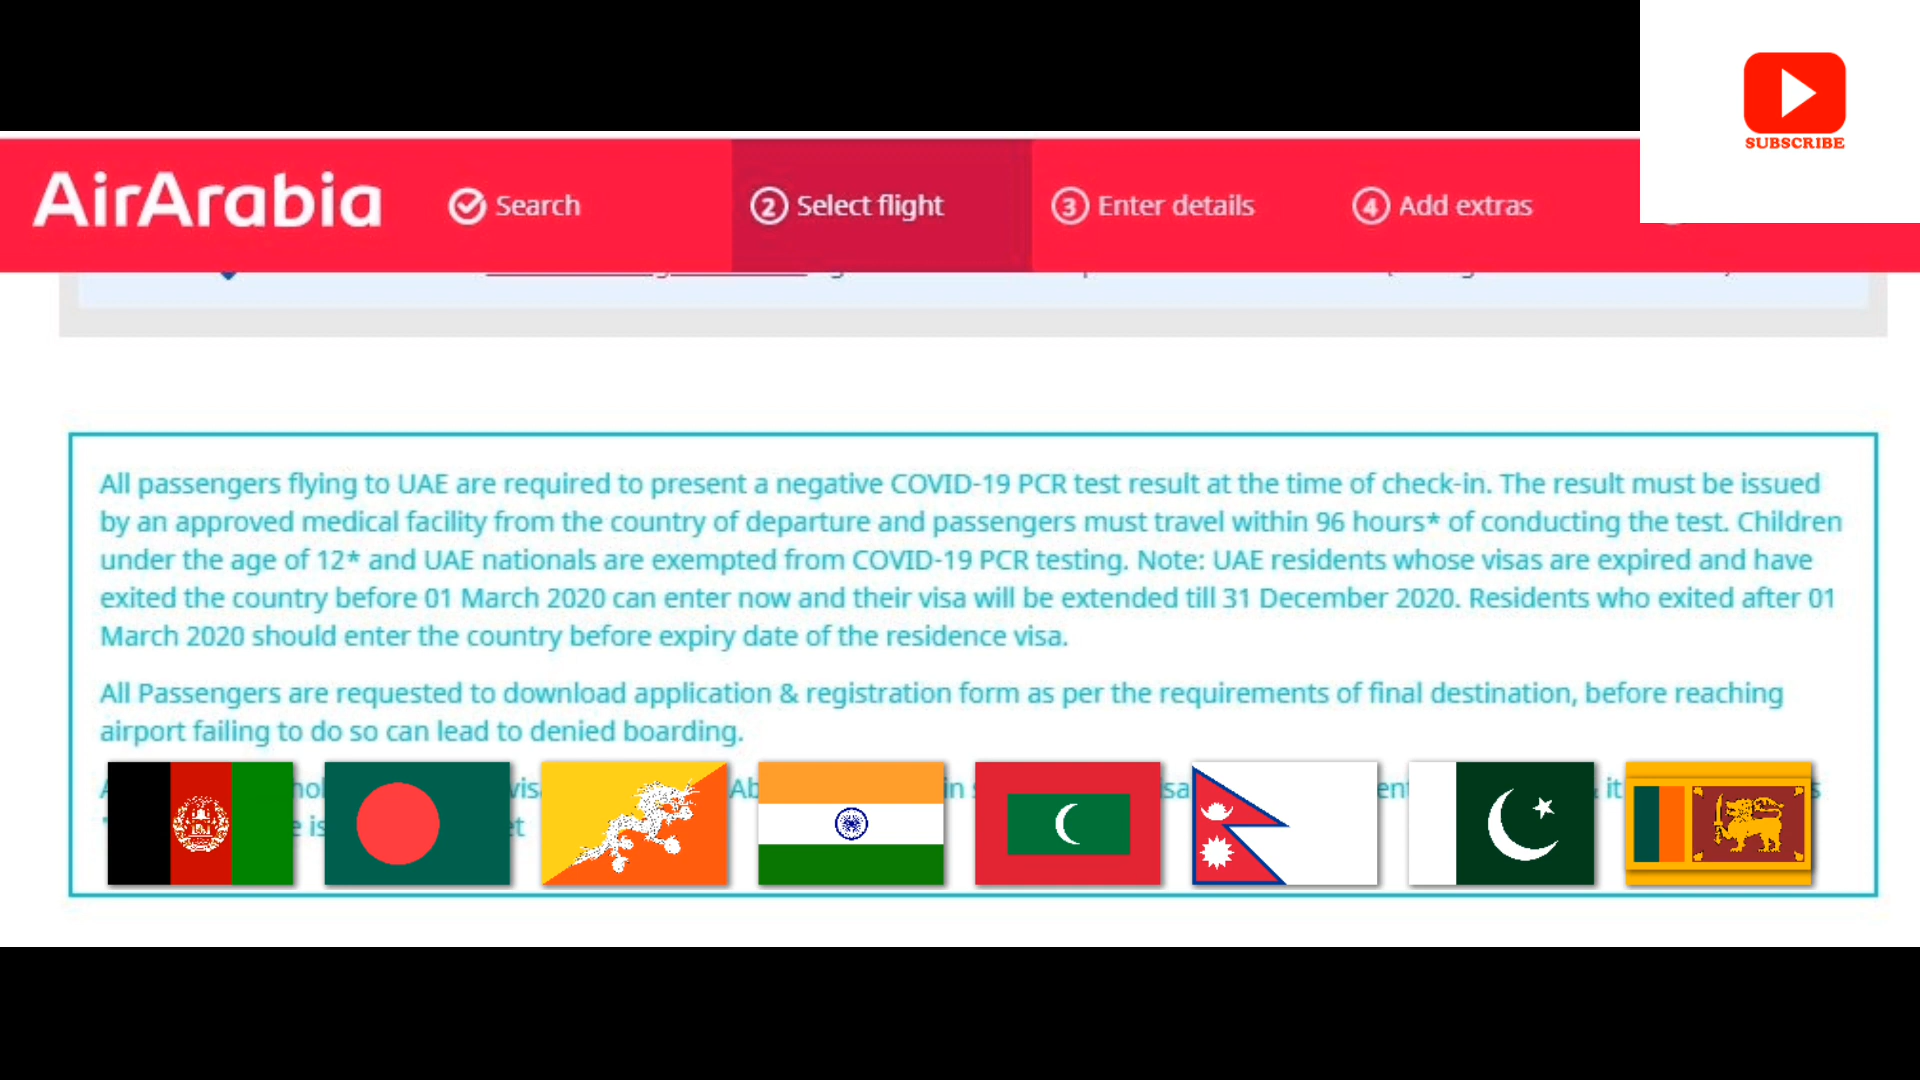 SUBSCRIBE
AirArabia
Search
2 Select flight
3 Enter details
4 Add extras
All passengers flying to UAE are required to present a negative COVID-19 PCR test result at the time of check-in. The result must be issued
by an approved medical facility from the country of departure and passengers must travel within 96 hours* of conducting the test. Children
under the age of 12* and UAE nationals are exempted from COVID-19 PCR testing. Note: UAE residents whose visas are expired and have
exited the country before 01 March 2020 can enter now and their visa will be extended till 31 December 2020. Residents who exited after 01
March 2020 should enter the country before expiry date of the residence visa.
All Passengers are requested to download application & registration form as per the requirements of final destination, before reaching
airport failing to do so can lead to denied boarding.